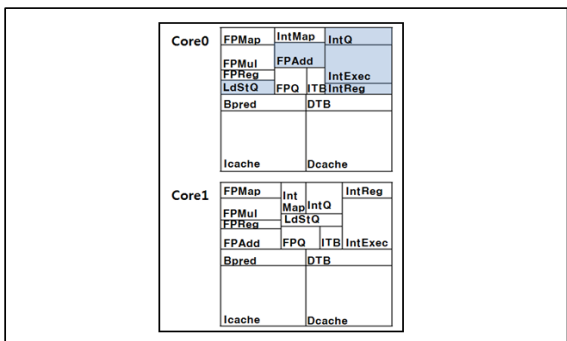 Core0
FPMap IntMap IntQ
FPMul FPAdd IntExec
FPReg
LdStQ FPQ ITB IntReg
Bpred DTB
Icache Dcache
Core1
FPMap Int Map IntQ IntReg
FPMul LdStQ
FPReg
FPAdd FPQ ITB IntExec
Bpred DTB
Icache Dcache